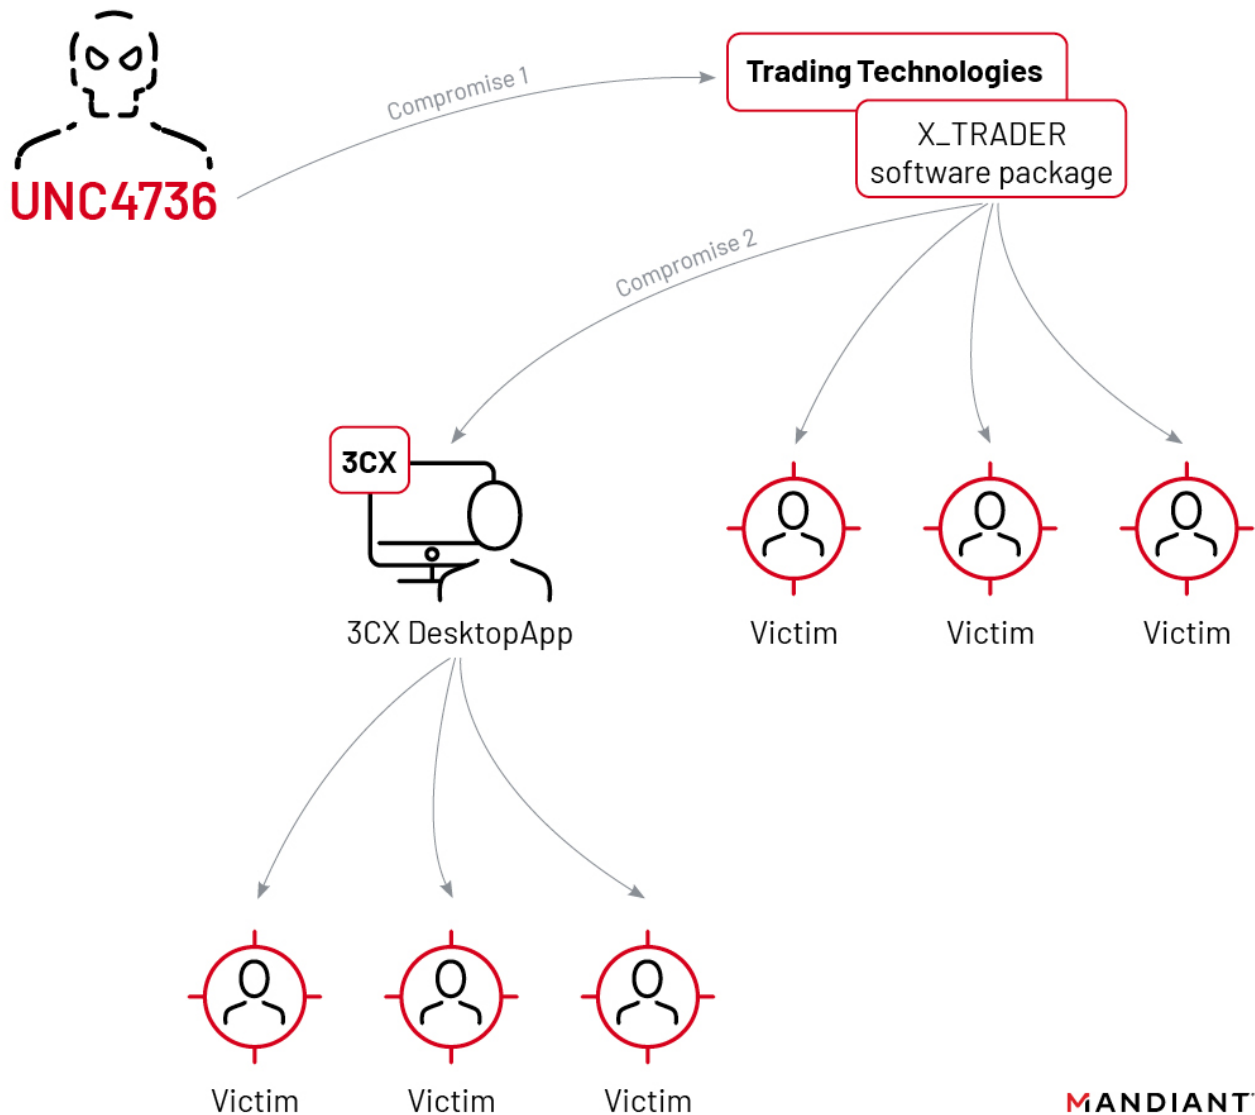 Compromise 1
Trading Technologies
X_TRADER
software package
UNC4736
Compromise 2
3CX
3CX DesktopApp
Victim
Victim
Victim
Victim
Victim
Victim
MANDIANT